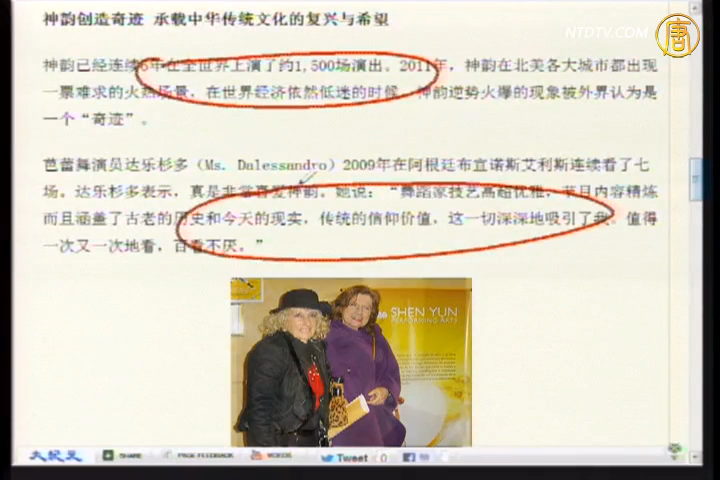 NTDTV.COM
唐
神韵创造奇迹 承载中华传统文化的复兴与希望
神韵已经连续6年在全世界上演了约1,500场演出。2011年，神韵在北美各大城市都出现
一票难求的火热场景，在世界经济依然低迷的时候，神韵逆势火爆的现象被外界认为是
一个“奇迹”。
芭蕾舞演员达乐杉多（Ms. Dalessandro）2009年在阿根廷布宜诺斯艾利斯连续看了七
场。达乐杉多表示，真是非常喜爱神韵。她说：“舞蹈家技艺高超优雅，节目内容精炼
而且涵盖了古老的历史和今天的现实，传统的信仰价值，这一切深深地吸引了我。值得
一次又一次地看，百看不厌。”
SHEN YUN
PERFORMING ARTS
大纪元 SHARE PAGE FEEDBACK VIDEOS Tweet 0